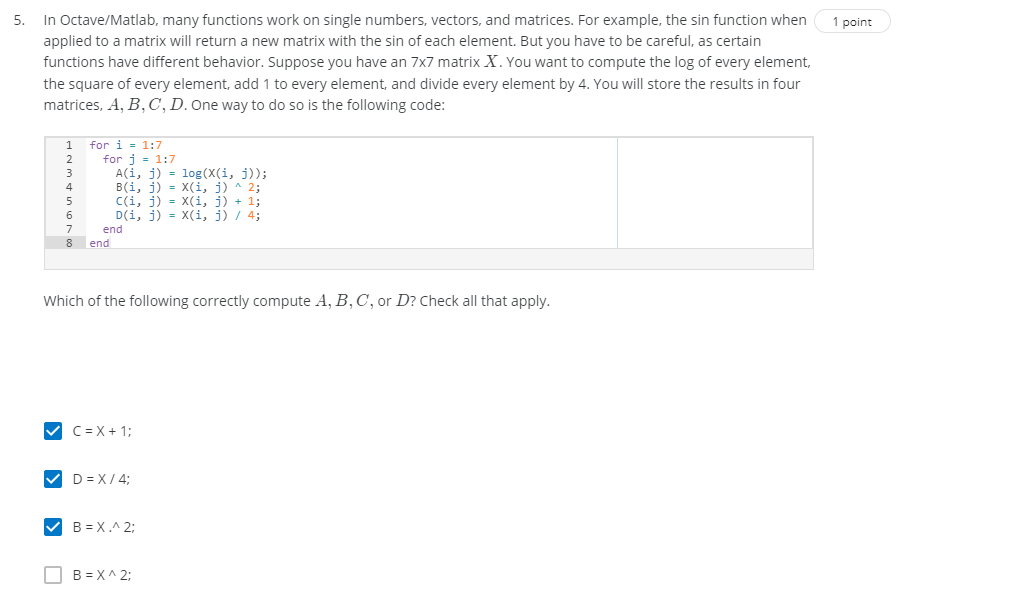 5. In Octave/Matlab, many functions work on single numbers, vectors, and matrices. For example, the sin function when
1 point
applied to a matrix will return a new matrix with the sin of each element. But you have to be careful, as certain
functions have different behavior. Suppose you have an 7x7 matrix X. You want to compute the log of every element,
the square of every element, add 1 to every element, and divide every element by 4. You will store the results in four
matrices, A, B, C, D. One way to do so is the following code:
1 for i = 1:7
2 for j = 1:7
3 A(i, j) = log(X(i, j));
4 B(i, j) = X(i, j) ^ 2;
5 C(i, j) = X(i, j) + 1;
6 D(i, j) = X(i, j) / 4;
7 end
8 end
Which of the following correctly compute A, B, C, or D? Check all that apply.
C = X + 1;
D = X / 4;
B = X .^ 2;
B = X ^ 2;